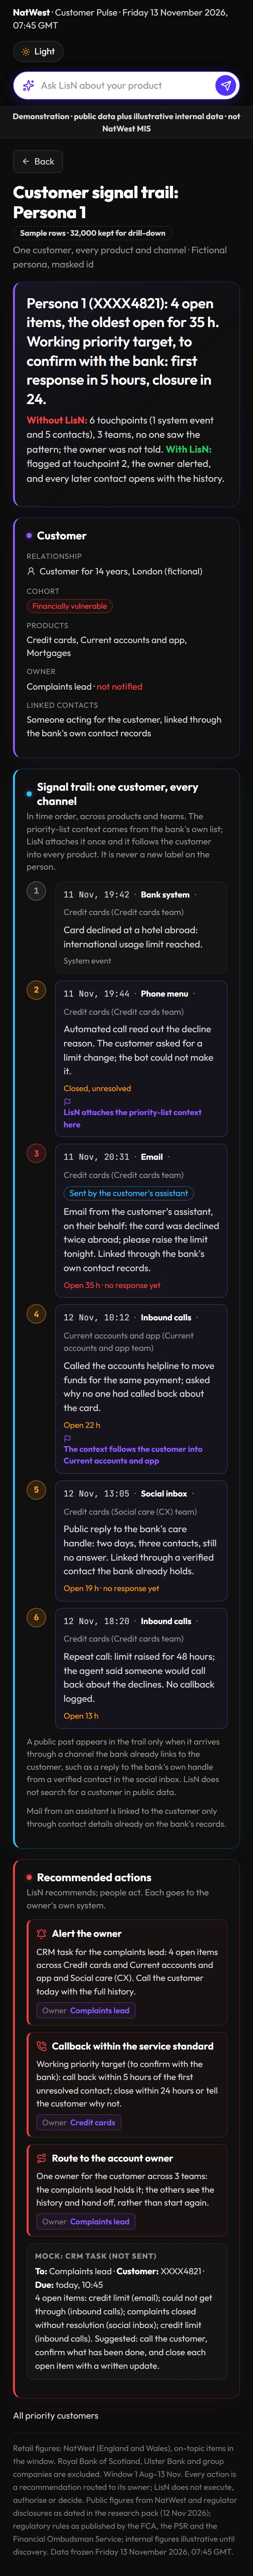 NatWest · Customer Pulse · Friday 13 November 2026,
07:45 GMT
Light
Ask LisN about your product
Demonstration · public data plus illustrative internal data · not
NatWest MIS
Back
Customer signal trail:
Persona 1
Sample rows · 32,000 kept for drill-down
One customer, every product and channel · Fictional
persona, masked id
Persona 1 (XXXX4821): 4 open
items, the oldest open for 35 h.
Working priority target, to
confirm with the bank: first
response in 5 hours, closure in
24.
Without LisN: 6 touchpoints (1 system event
and 5 contacts), 3 teams, no one saw the
pattern; the owner was not told. With LisN:
flagged at touchpoint 2, the owner alerted,
and every later contact opens with the history.
Customer
RELATIONSHIP
Customer for 14 years, London (fictional)
COHORT
Financially vulnerable
PRODUCTS
Credit cards, Current accounts and app,
Mortgages
OWNER
Complaints lead · not notified
LINKED CONTACTS
Someone acting for the customer, linked through
the bank's own contact records
Signal trail: one customer, every
channel
In time order, across products and teams. The
priority-list context comes from the bank's own list;
LisN attaches it once and it follows the customer
into every product. It is never a new label on the
person.
1
11 Nov, 19:42 · Bank system ·
Credit cards (Credit cards team)
Card declined at a hotel abroad:
international usage limit reached.
System event
2
11 Nov, 19:44 · Phone menu ·
Credit cards (Credit cards team)
Automated call read out the decline
reason. The customer asked for a
limit change; the bot could not make
it.
Closed, unresolved
LisN attaches the priority-list context
here
3
11 Nov, 20:31 · Email ·
Credit cards (Credit cards team)
Sent by the customer's assistant
Email from the customer's assistant,
on their behalf: the card was declined
twice abroad; please raise the limit
tonight. Linked through the bank's
own contact records.
Open 35 h · no response yet
4
12 Nov, 10:12 · Inbound calls ·
Current accounts and app (Current
accounts and app team)
Called the accounts helpline to move
funds for the same payment; asked
why no one had called back about
the card.
Open 22 h
The context follows the customer into
Current accounts and app
5
12 Nov, 13:05 · Social inbox ·
Credit cards (Social care (CX) team)
Public reply to the bank's care
handle: two days, three contacts, still
no answer. Linked through a verified
contact the bank already holds.
Open 19 h · no response yet
6
12 Nov, 18:20 · Inbound calls ·
Credit cards (Credit cards team)
Repeat call: limit raised for 48 hours;
the agent said someone would call
back about the declines. No callback
logged.
Open 13 h
A public post appears in the trail only when it arrives
through a channel the bank already links to the
customer, such as a reply to the bank's own handle
from a verified contact in the social inbox. LisN does
not search for a customer in public data.
Mail from an assistant is linked to the customer only
through contact details already on the bank's records.
Recommended actions
LisN recommends; people act. Each goes to the
owner's own system.
Alert the owner
CRM task for the complaints lead: 4 open items
across Credit cards and Current accounts and
app and Social care (CX). Call the customer
today with the full history.
Owner Complaints lead
Callback within the service standard
Working priority target (to confirm with the
bank): call back within 5 hours of the first
unresolved contact; close within 24 hours or tell
the customer why not.
Owner Credit cards
Route to the account owner
One owner for the customer across 3 teams:
the complaints lead holds it; the others see the
history and hand off, rather than start again.
Owner Complaints lead
MOCK: CRM TASK (NOT SENT)
To: Complaints lead · Customer: XXXX4821 ·
Due: today, 10:45
4 open items: credit limit (email); could not get
through (inbound calls); complaints closed
without resolution (social inbox); credit limit
(inbound calls). Suggested: call the customer,
confirm what has been done, and close each
open item with a written update.
All priority customers
Retail figures: NatWest (England and Wales), on-topic items in
the window. Royal Bank of Scotland, Ulster Bank and group
companies are excluded. Window 1 Aug–13 Nov. Every action is
a recommendation routed to its owner; LisN does not execute,
authorise or decide. Public figures from NatWest and regulator
disclosures as dated in the research pack (12 Nov 2026);
regulatory rules as published by the FCA, the PSR and the
Financial Ombudsman Service; internal figures illustrative until
discovery. Data frozen Friday 13 November 2026, 07:45 GMT.